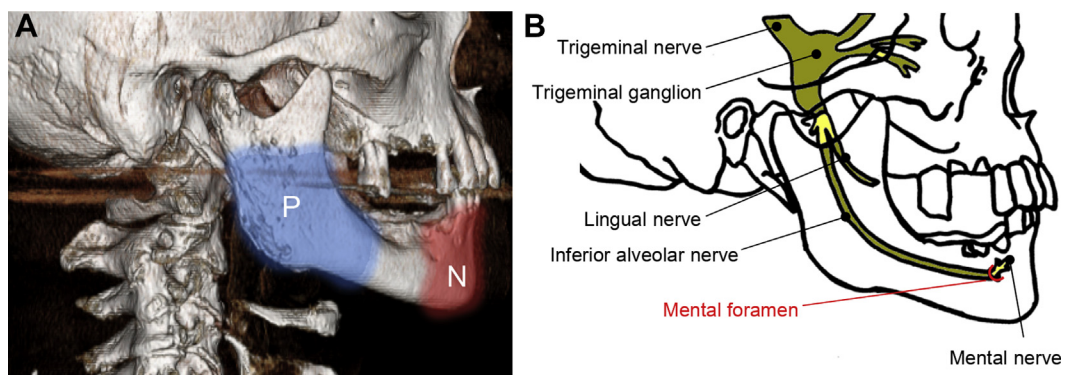 A
P
N
B
Trigeminal nerve
Trigeminal ganglion
Lingual nerve
Inferior alveolar nerve
Mental foramen
Mental nerve